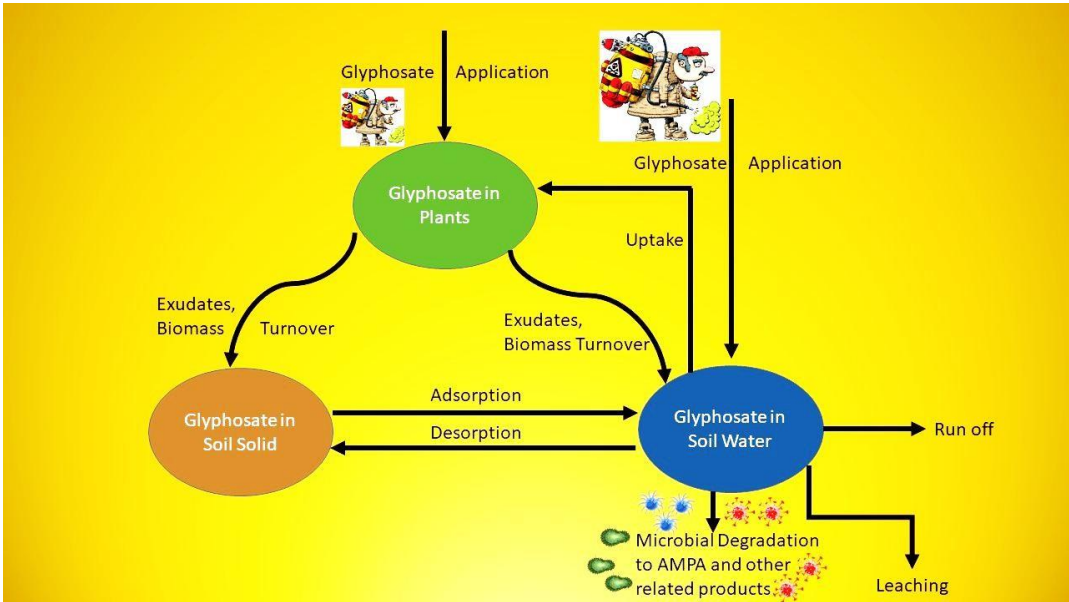 Glyphosate Application
Glyphosate Application
Glyphosate in
Plants
Uptake
Exudates,
Biomass Turnover
Exudates,
Biomass Turnover
Glyphosate in
Soil Solid
Adsorption
Desorption
Glyphosate in
Soil Water
Run off
Microbial Degradation
to AMPA and other
related products
Leaching